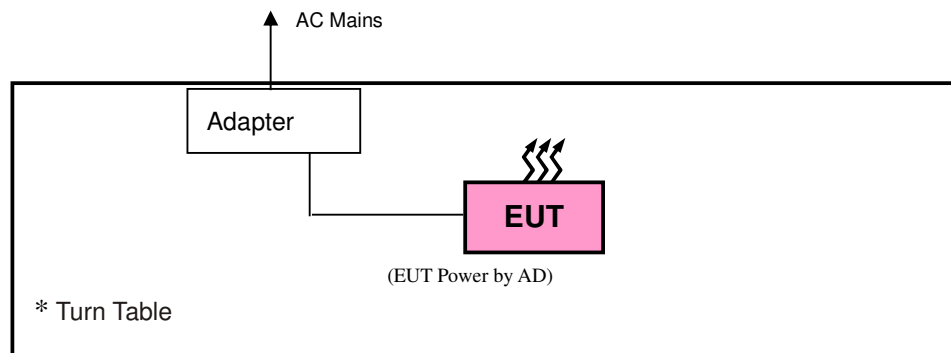 AC Mains
Adapter
EUT
(EUT Power by AD)
* Turn Table